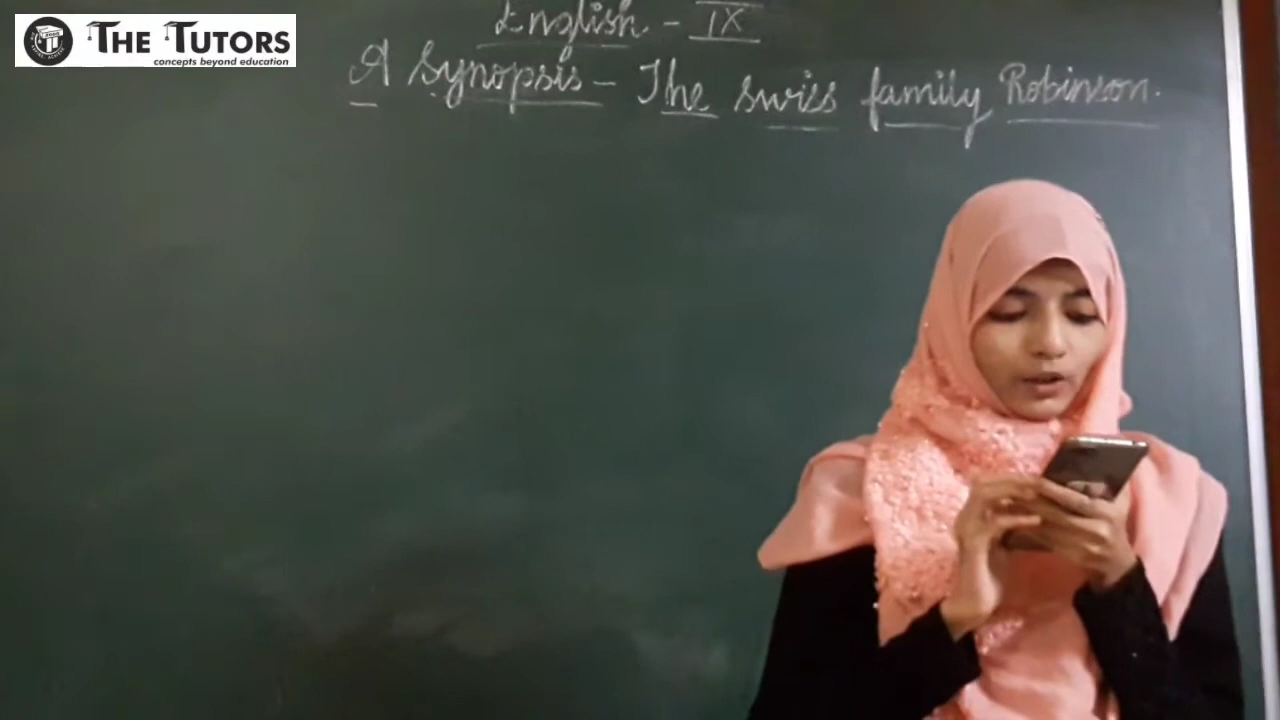 THE TUTORS
concepts beyond education
English - IX
A Synopsis - The swiss family Robinson.